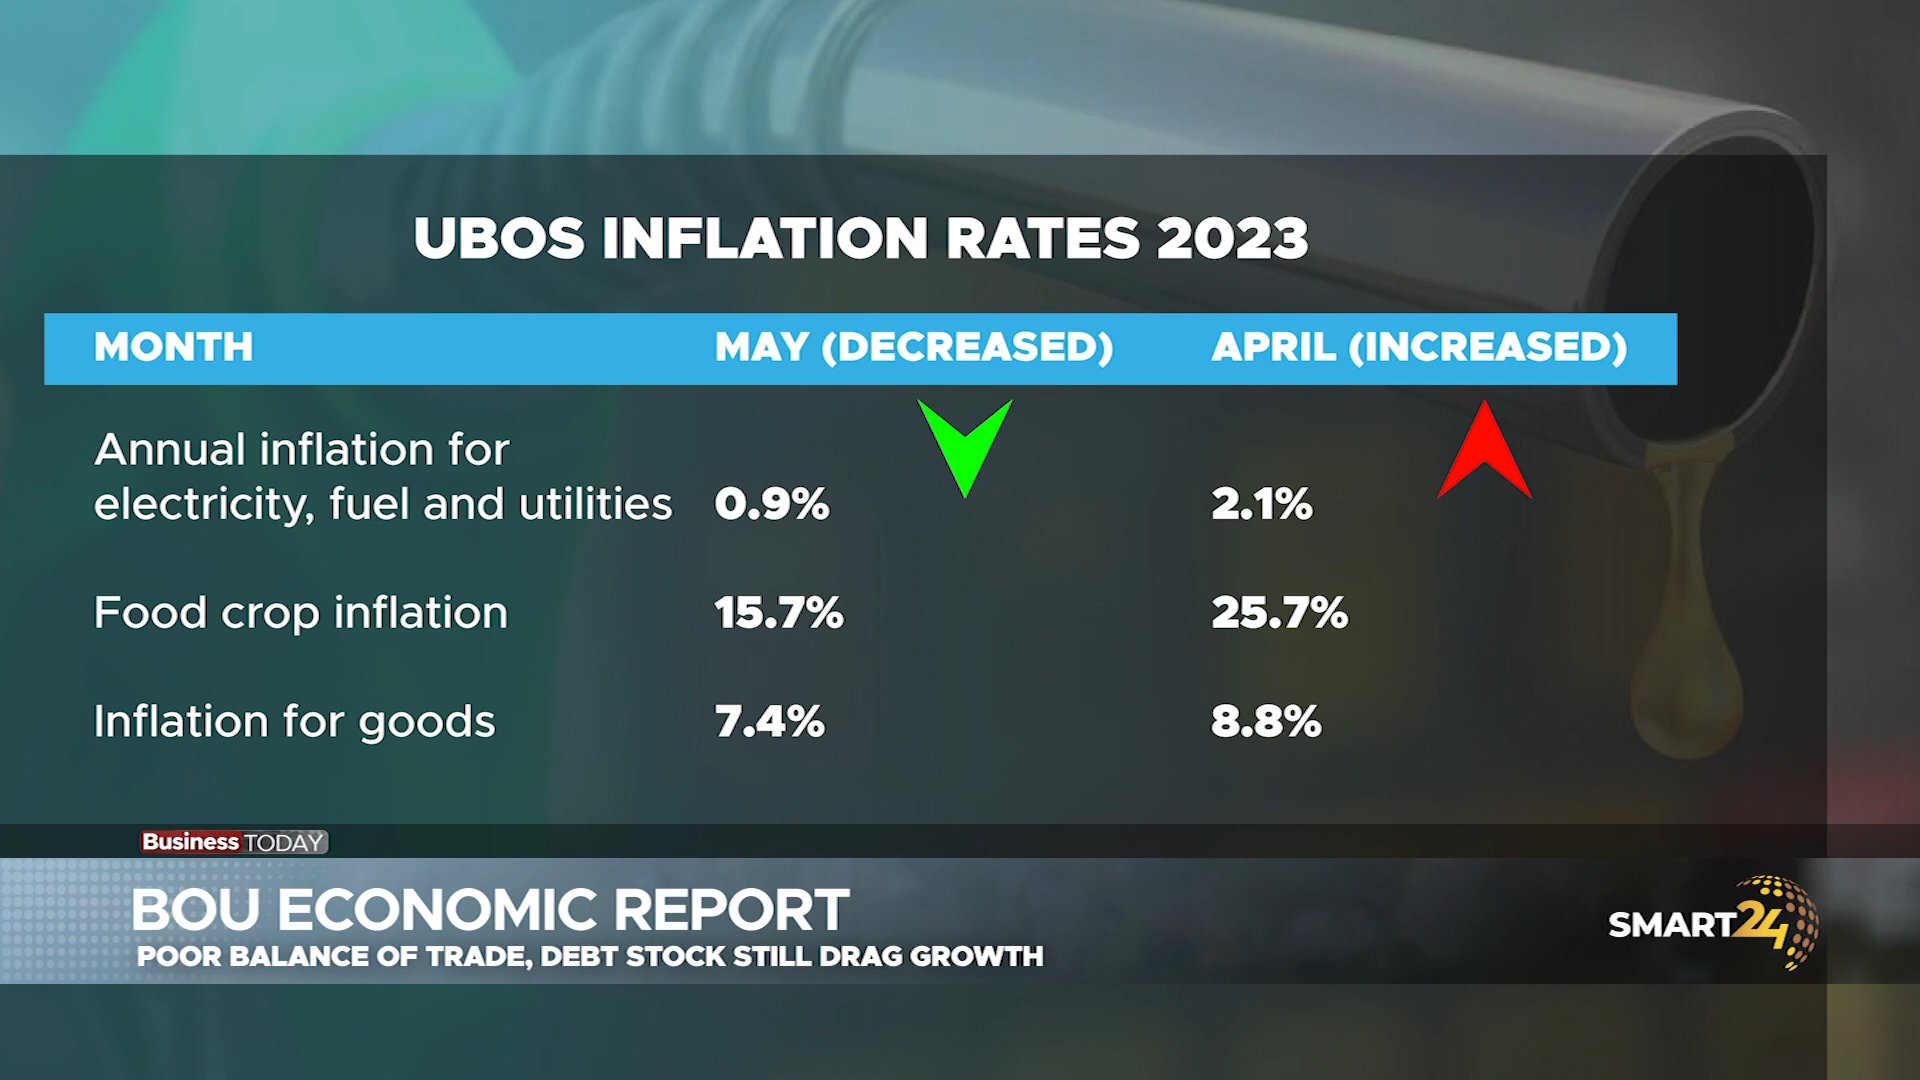 UBOS INFLATION RATES 2023
MONTH MAY (DECREASED) APRIL (INCREASED)
Annual inflation for
electricity, fuel and utilities 0.9% 2.1%
Food crop inflation 15.7% 25.7%
Inflation for goods 7.4% 8.8%
Business TODAY
BOU ECONOMIC REPORT
POOR BALANCE OF TRADE, DEBT STOCK STILL DRAG GROWTH
SMART24